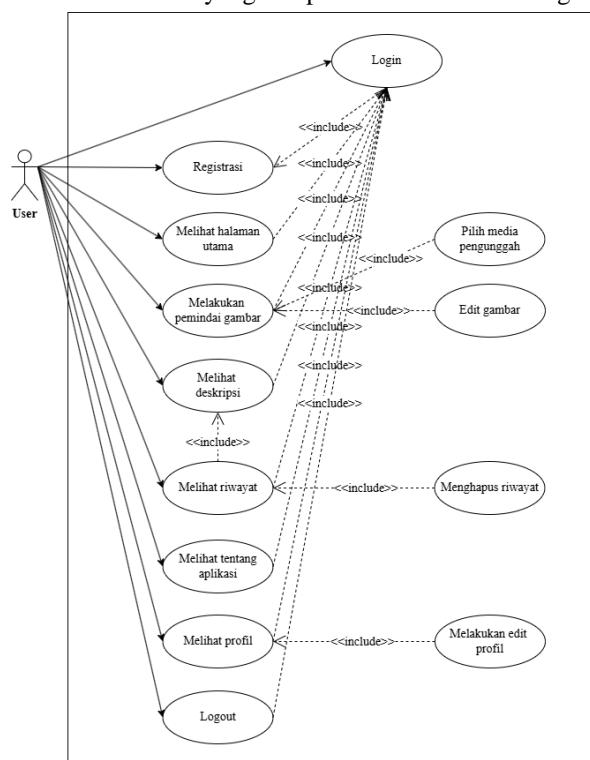 yang
Login
<<include>>
Registrasi
<<include>>
User
Melihat halaman
utama
<<include>>
Pilih media
pengunggah
<<include>>
Melakukan
pemindai gambar
<<include>>
<<include>>
Edit gambar
<<include>>
Melihat
deskripsi
<<include>>
<<include>>
<<include>>
Melihat riwayat
<<include>>
Menghapus riwayat
Melihat tentang
aplikasi
Melihat profil
<<include>>
Melakukan edit
profil
Logout